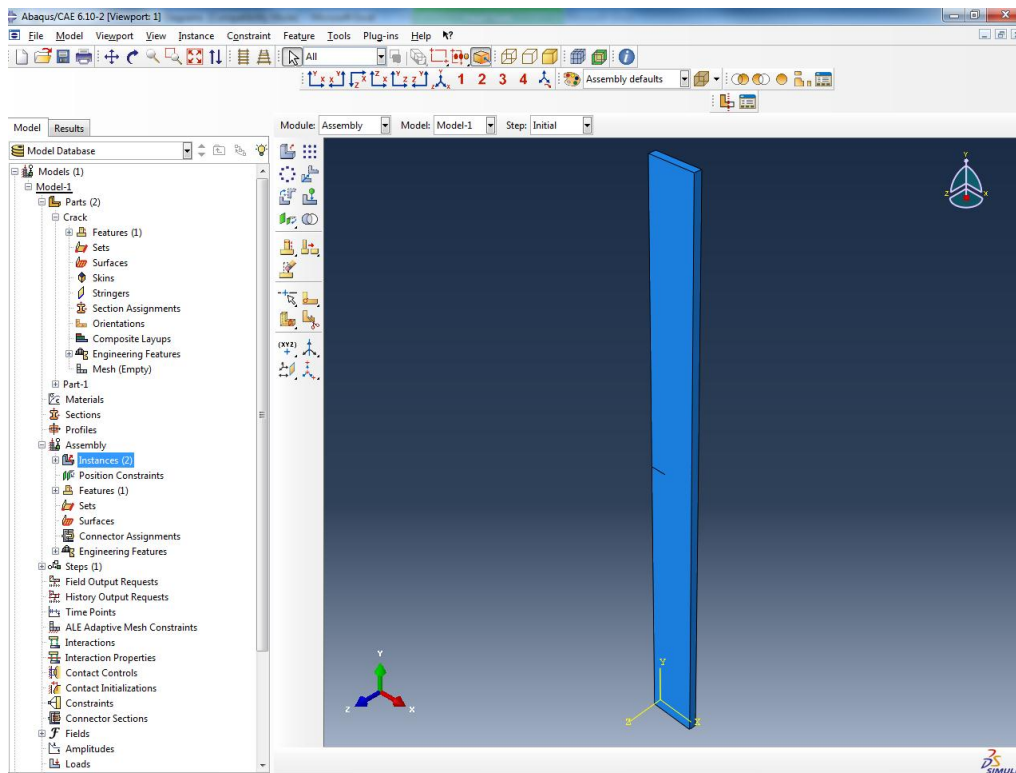 Abaqus/CAE 6.10-2 [Viewport: 1]
File Model Viewport View Instance Constraint Feature Tools Plug-ins Help
All
1 2 3 4 Assembly defaults
Model Results
Module: Assembly Model: Model-1 Step: Initial
Model Database
Models (1)
Model-1
Parts (2)
Crack
Features (1)
Sets
Surfaces
Skins
Stringers
Section Assignments
Orientations
Composite Layups
Engineering Features
Mesh (Empty)
Part-1
Materials
Sections
Profiles
Assembly
Instances (2)
Position Constraints
Features (1)
Sets
Surfaces
Connector Assignments
Engineering Features
Steps (1)
Field Output Requests
History Output Requests
Time Points
ALE Adaptive Mesh Constraints
Interactions
Interaction Properties
Contact Controls
Contact Initializations
Constraints
Connector Sections
Fields
Amplitudes
Loads
(XYZ)
Y
Z X
Y
Z X
Y
SIMULI